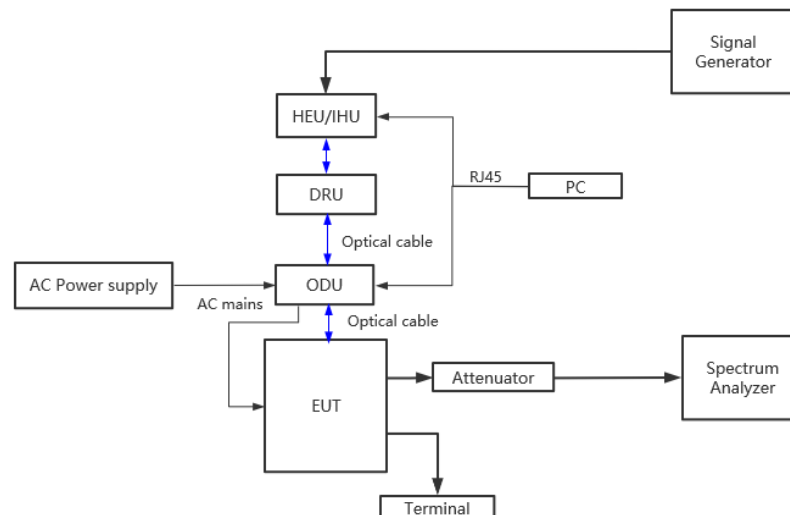 Signal
Generator
HEU/IHU
RJ45
PC
DRU
Optical cable
AC Power supply
ODU
AC mains
Optical cable
EUT
Attenuator
Spectrum
Analyzer
Terminal